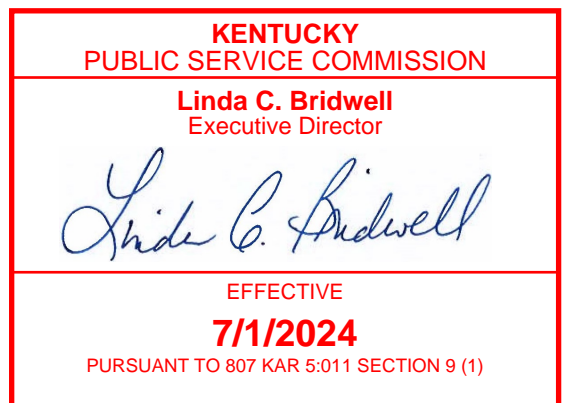 KENTUCKY
PUBLIC SERVICE COMMISSION
Linda C. Bridwell
Executive Director
Linda C. Bridwell
EFFECTIVE
7/1/2024
PURSUANT TO 807 KAR 5:011 SECTION 9 (1)